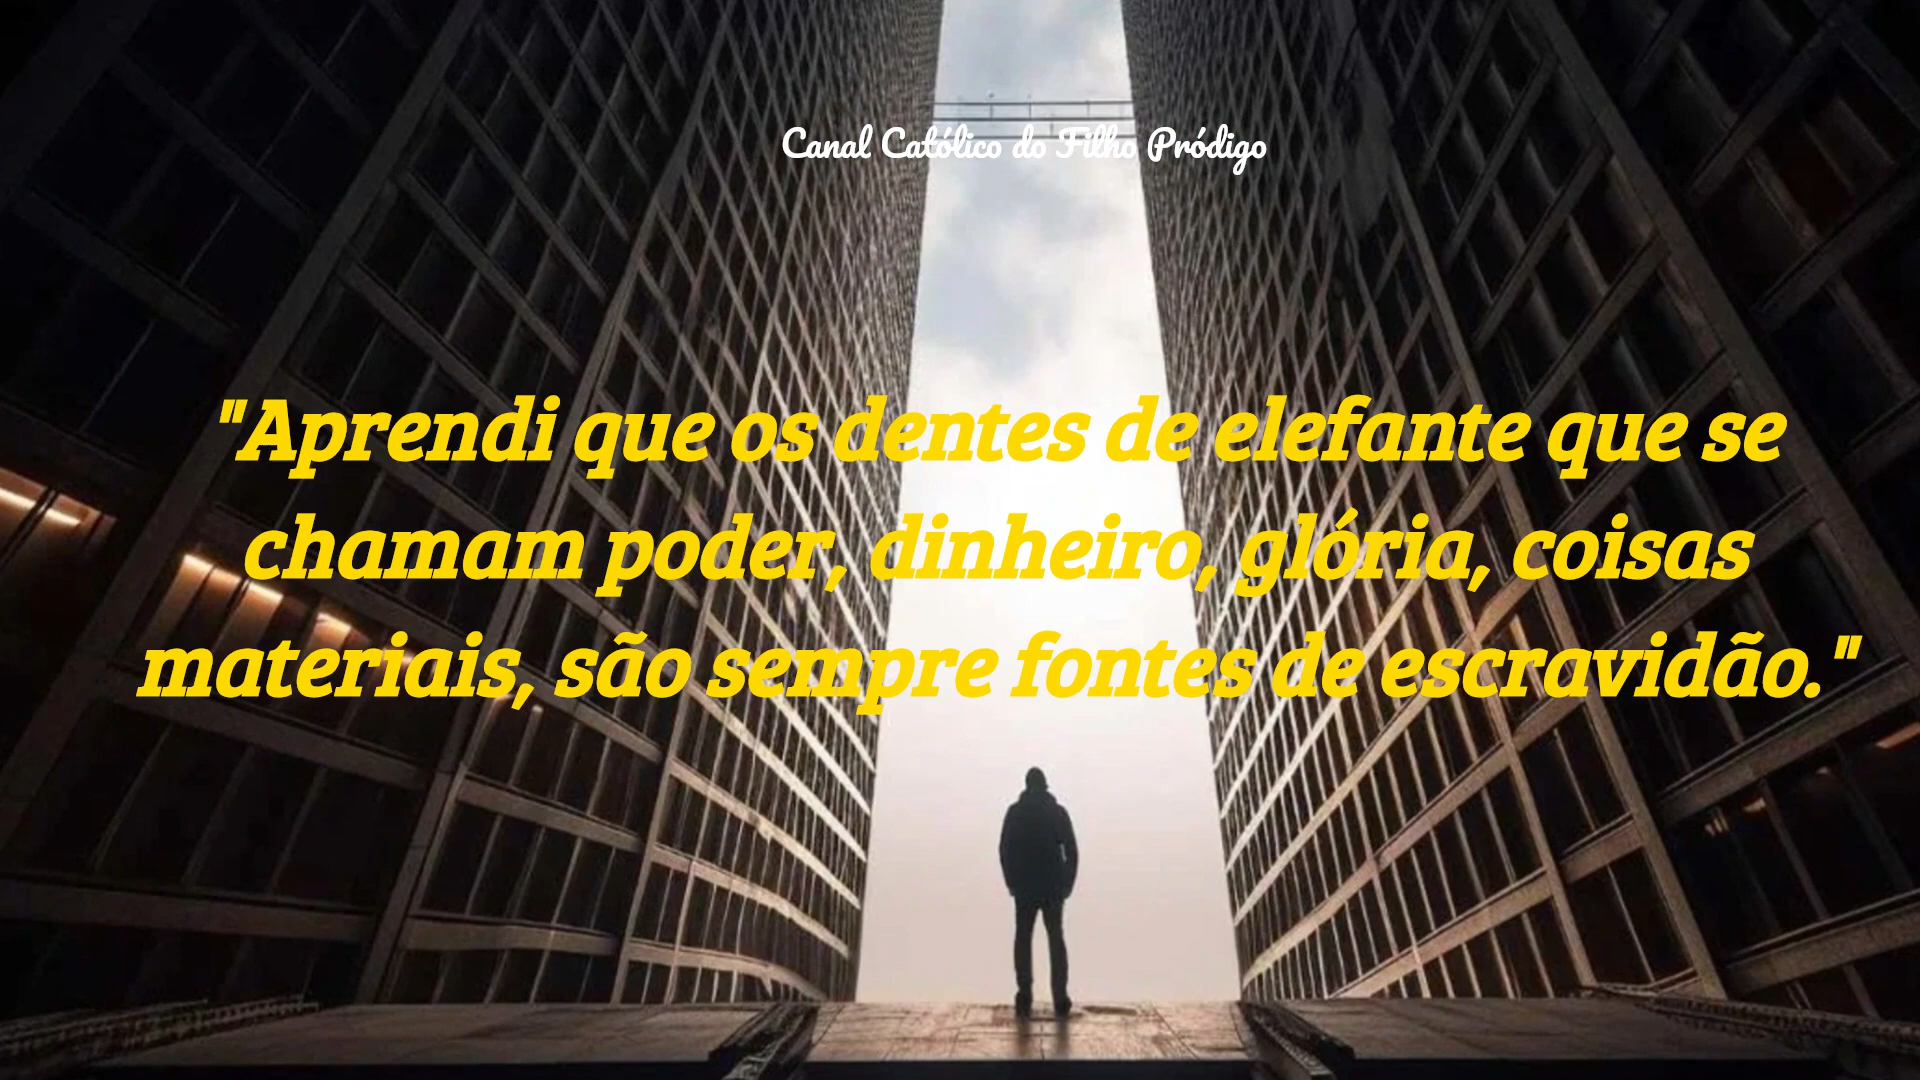 Canal Católico do Filho Pródigo
"Aprendi que os dentes de elefante que se
chamam poder, dinheiro, glória, coisas
materiais, são sempre fontes de escravidão."